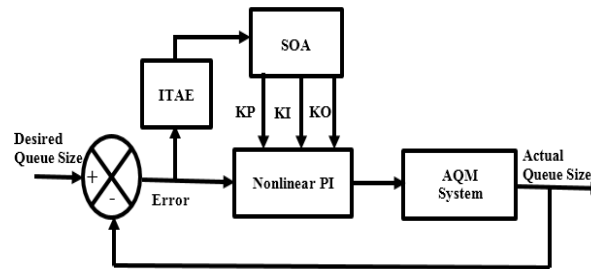 SOA
ITAE
KP KI KO
Desired
Queue Size
+
-
Error
Nonlinear PI
AQM
System
Actual
Queue Size